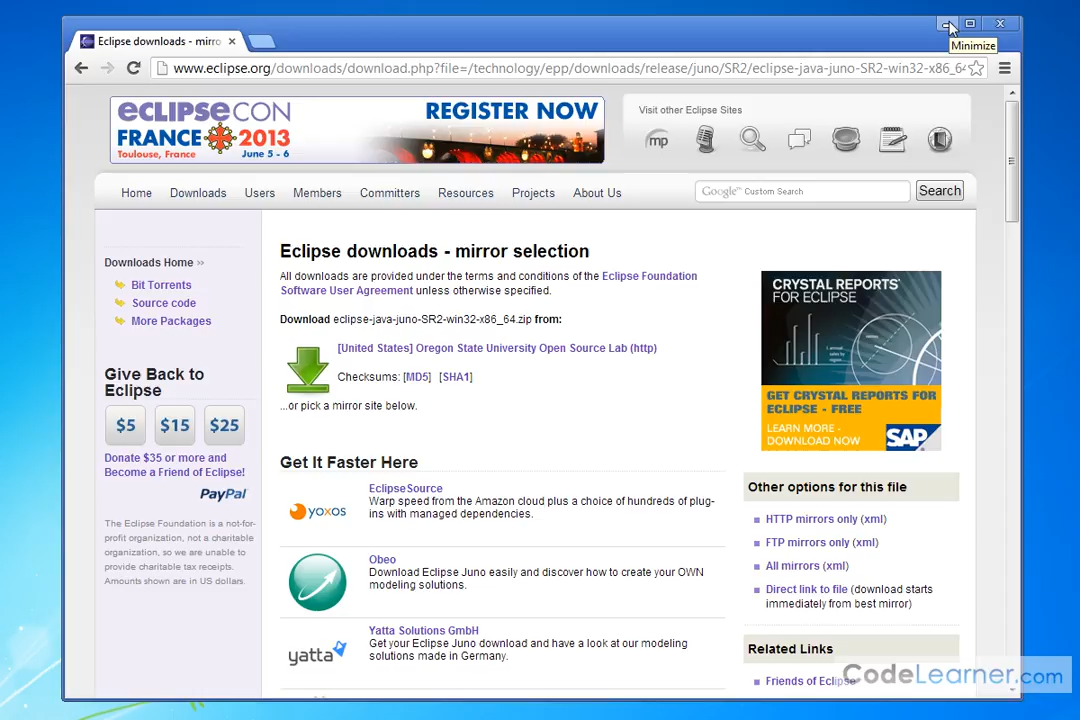 Eclipse downloads - mirro
Minimize
www.eclipse.org/downloads/download.php?file=/technology/epp/downloads/release/juno/SR2/eclipse-java-juno-SR2-win32-x86_64
eclipsecon
FRANCE 2013
Toulouse, France June 5 - 6
REGISTER NOW
Visit other Eclipse Sites
mp
Home Downloads Users Members Committers Resources Projects About Us
Google™ Custom Search
Search
Downloads Home »
Bit Torrents
Source code
More Packages
Give Back to
Eclipse
$5 $15 $25
Donate $35 or more and
Become a Friend of Eclipse!
PayPal
The Eclipse Foundation is a not-for-
profit organization, not a charitable
organization, so we are unable to
provide charitable tax receipts.
Amounts shown are in US dollars.
Eclipse downloads - mirror selection
All downloads are provided under the terms and conditions of the Eclipse Foundation
Software User Agreement unless otherwise specified.
Download eclipse-java-juno-SR2-win32-x86_64.zip from:
[United States] Oregon State University Open Source Lab (http)
Checksums: [MD5] [SHA1]
...or pick a mirror site below.
Get It Faster Here
yoxos
EclipseSource
Warp speed from the Amazon cloud plus a choice of hundreds of plug-
ins with managed dependencies.
Obeo
Download Eclipse Juno easily and discover how to create your OWN
modeling solutions.
yatta
Yatta Solutions GmbH
Get your Eclipse Juno download and have a look at our modeling
solutions made in Germany.
CRYSTAL REPORTS®
FOR ECLIPSE
GET CRYSTAL REPORTS FOR
ECLIPSE - FREE
LEARN MORE -
DOWNLOAD NOW
SAP
Other options for this file
HTTP mirrors only (xml)
FTP mirrors only (xml)
All mirrors (xml)
Direct link to file (download starts
immediately from best mirror)
Related Links
Friends of Eclipse
CodeLearner.com